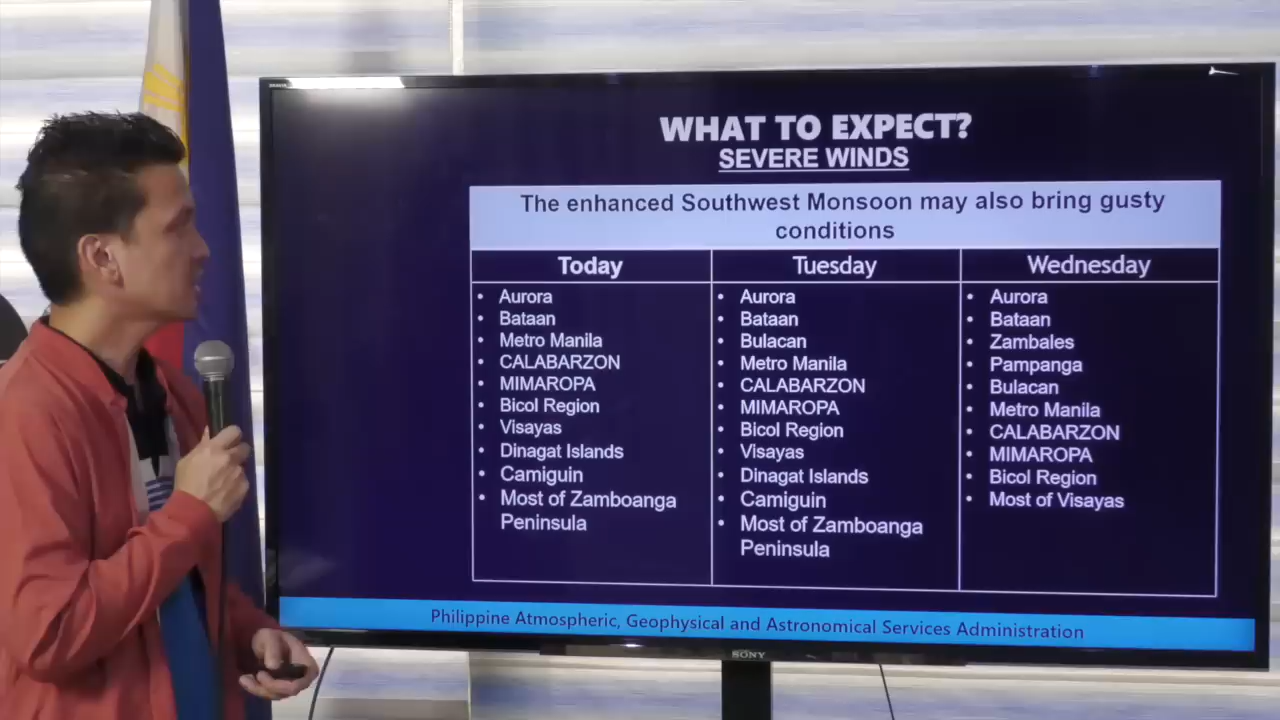 WHAT TO EXPECT?
SEVERE WINDS
The enhanced Southwest Monsoon may also bring gusty
conditions
Today
• Aurora
• Bataan
• Metro Manila
• CALABARZON
• MIMAROPA
• Bicol Region
• Visayas
• Dinagat Islands
• Camiguin
• Most of Zamboanga
Peninsula
Tuesday
• Aurora
• Bataan
• Bulacan
• Metro Manila
• CALABARZON
• MIMAROPA
• Bicol Region
• Visayas
• Dinagat Islands
• Camiguin
• Most of Zamboanga
Peninsula
Wednesday
• Aurora
• Bataan
• Zambales
• Pampanga
• Bulacan
• Metro Manila
• CALABARZON
• MIMAROPA
• Bicol Region
• Most of Visayas
Philippine Atmospheric, Geophysical and Astronomical Services Administration
SONY